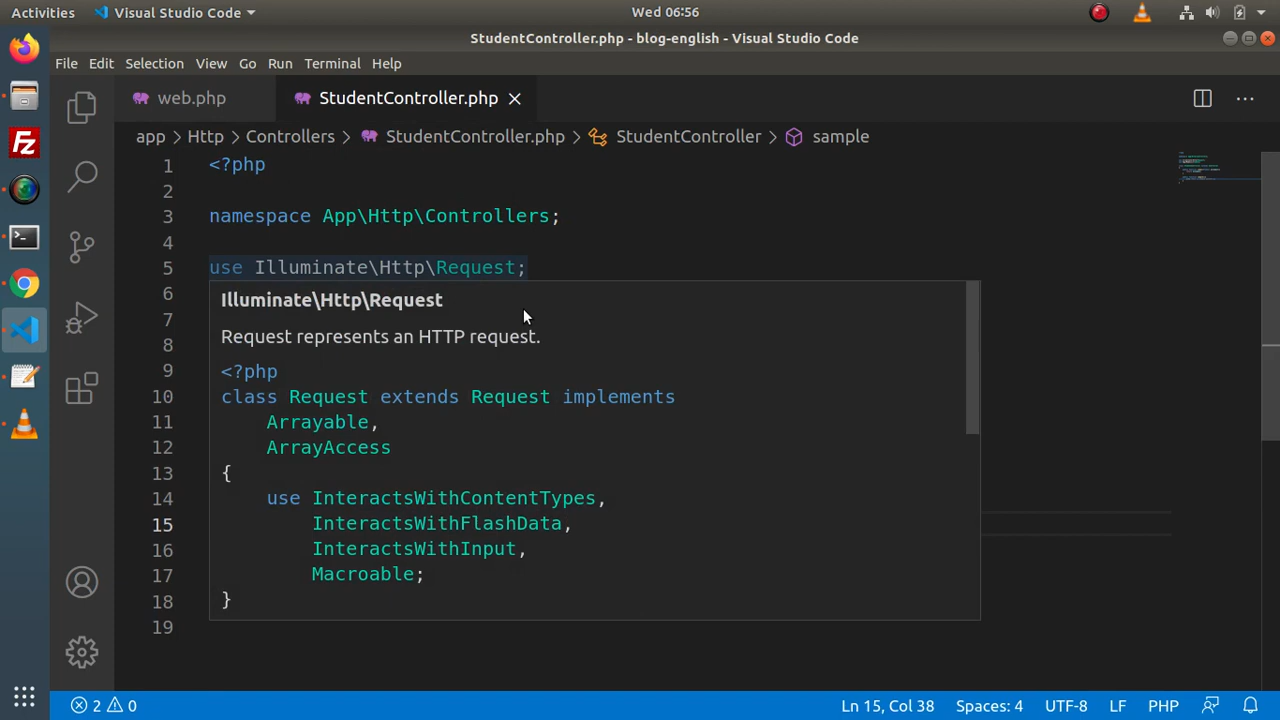 Activities Visual Studio Code Wed 06:56
StudentController.php - blog-english - Visual Studio Code
File Edit Selection View Go Run Terminal Help
web.php StudentController.php
app > Http > Controllers > StudentController.php > StudentController > sample
1 <?php
2
3 namespace App\Http\Controllers;
4
5 use Illuminate\Http\Request;
6 Illuminate\Http\Request
7 Request represents an HTTP request.
8
9 <?php
10 class Request extends Request implements
11 Arrayable,
12 ArrayAccess
13 {
14 use InteractsWithContentTypes,
15 InteractsWithFlashData,
16 InteractsWithInput,
17 Macroable;
18 }
19
Fz
2 0 Ln 15, Col 38 Spaces: 4 UTF-8 LF PHP